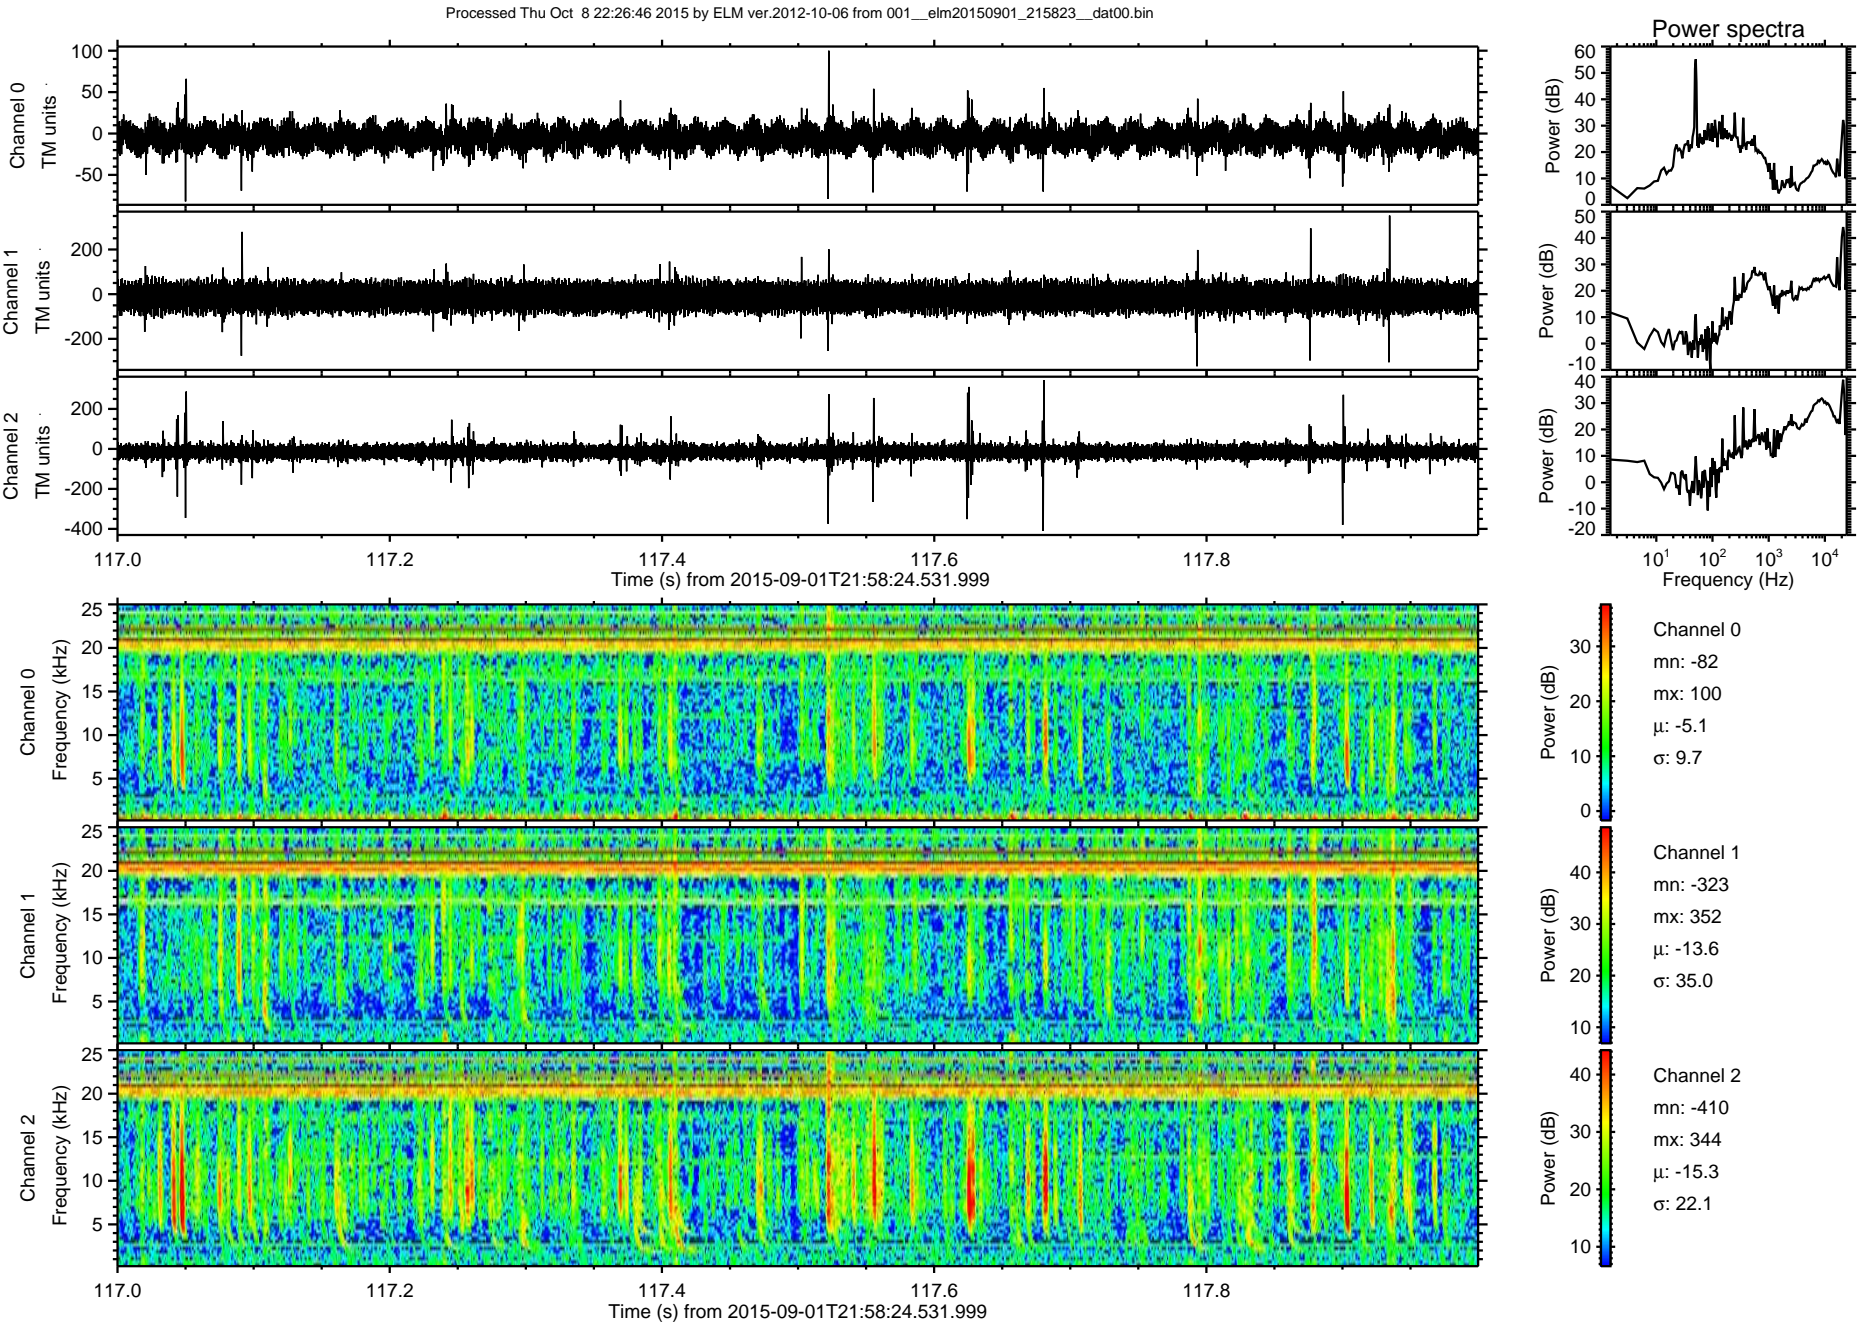 Processed Thu Oct  8 22:26:46 2015 by ELM ver.2012-10-06 from 001__elm20150901_215823__dat00.bin
Power spectra
Channel 0
TM units
100
50
0
-50
Power (dB)
60
50
40
30
20
10
0
Channel 1
TM units
200
0
-200
Power (dB)
50
40
30
20
10
0
-10
Channel 2
TM units
200
0
-200
-400
Power (dB)
40
30
20
10
0
-10
-20
117.0
117.2
117.4
117.6
117.8
Time (s) from 2015-09-01T21:58:24.531.999
10¹
10²
10³
10⁴
Frequency (Hz)
Channel 0
Frequency (kHz)
25
20
15
10
5
Power (dB)
30
20
10
0
Channel 0
mn: -82
mx: 100
μ: -5.1
σ: 9.7
Channel 1
Frequency (kHz)
25
20
15
10
5
Power (dB)
40
30
20
10
Channel 1
mn: -323
mx: 352
μ: -13.6
σ: 35.0
Channel 2
Frequency (kHz)
25
20
15
10
5
Power (dB)
40
30
20
10
Channel 2
mn: -410
mx: 344
μ: -15.3
σ: 22.1
117.0
117.2
117.4
117.6
117.8
Time (s) from 2015-09-01T21:58:24.531.999